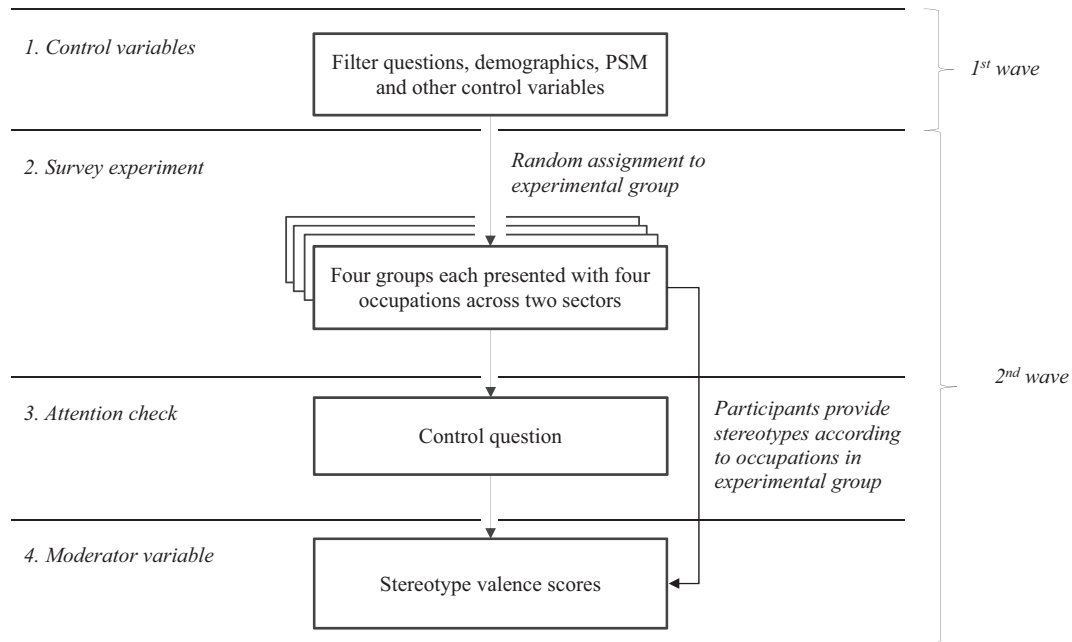 1. Control variables
Filter questions, demographics, PSM
and other control variables
1st wave
2. Survey experiment
Random assignment to
experimental group
Four groups each presented with four
occupations across two sectors
2nd wave
3. Attention check
Control question
Participants provide
stereotypes according
to occupations in
experimental group
4. Moderator variable
Stereotype valence scores